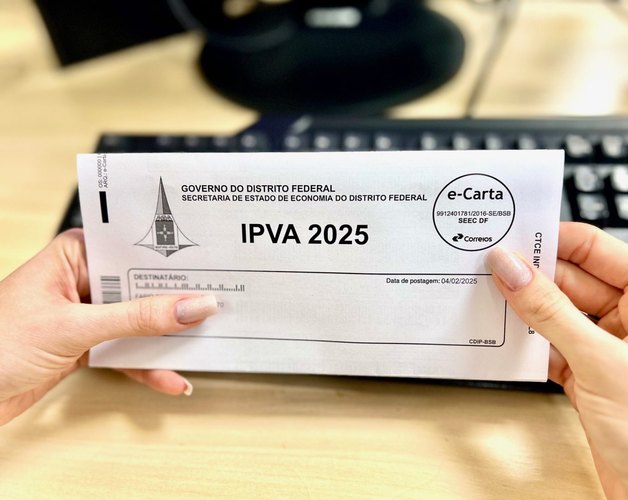 GOVERNO DO DISTRITO FEDERAL
SECRETARIA DE ESTADO DE ECONOMIA DO DISTRITO FEDERAL
IPVA 2025
e-Carta
9912401781/2016-SE/BSB
SEEC DF
Correios
DESTINATÁRIO:
Data de postagem: 04/02/2025
CDIP-BSB
CTCE